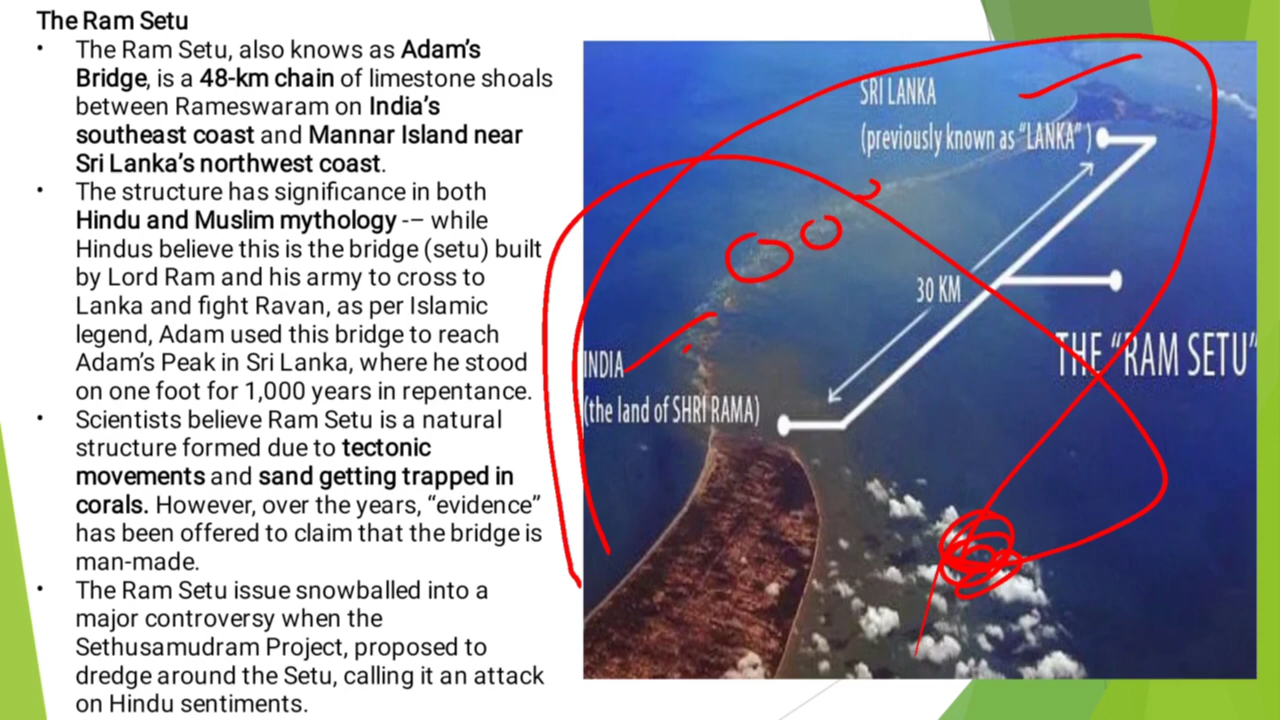 The Ram Setu
• The Ram Setu, also knows as Adam's
Bridge, is a 48-km chain of limestone shoals
between Rameswaram on India's
southeast coast and Mannar Island near
Sri Lanka's northwest coast.
• The structure has significance in both
Hindu and Muslim mythology -– while
Hindus believe this is the bridge (setu) built
by Lord Ram and his army to cross to
Lanka and fight Ravan, as per Islamic
legend, Adam used this bridge to reach
Adam's Peak in Sri Lanka, where he stood
on one foot for 1,000 years in repentance.
• Scientists believe Ram Setu is a natural
structure formed due to tectonic
movements and sand getting trapped in
corals. However, over the years, “evidence”
has been offered to claim that the bridge is
man-made.
• The Ram Setu issue snowballed into a
major controversy when the
Sethusamudram Project, proposed to
dredge around the Setu, calling it an attack
on Hindu sentiments.
SRI LANKA
(previously known as “LANKA” )
30 KM
THE “RAM SETU”
INDIA
(the land of SHRI RAMA)